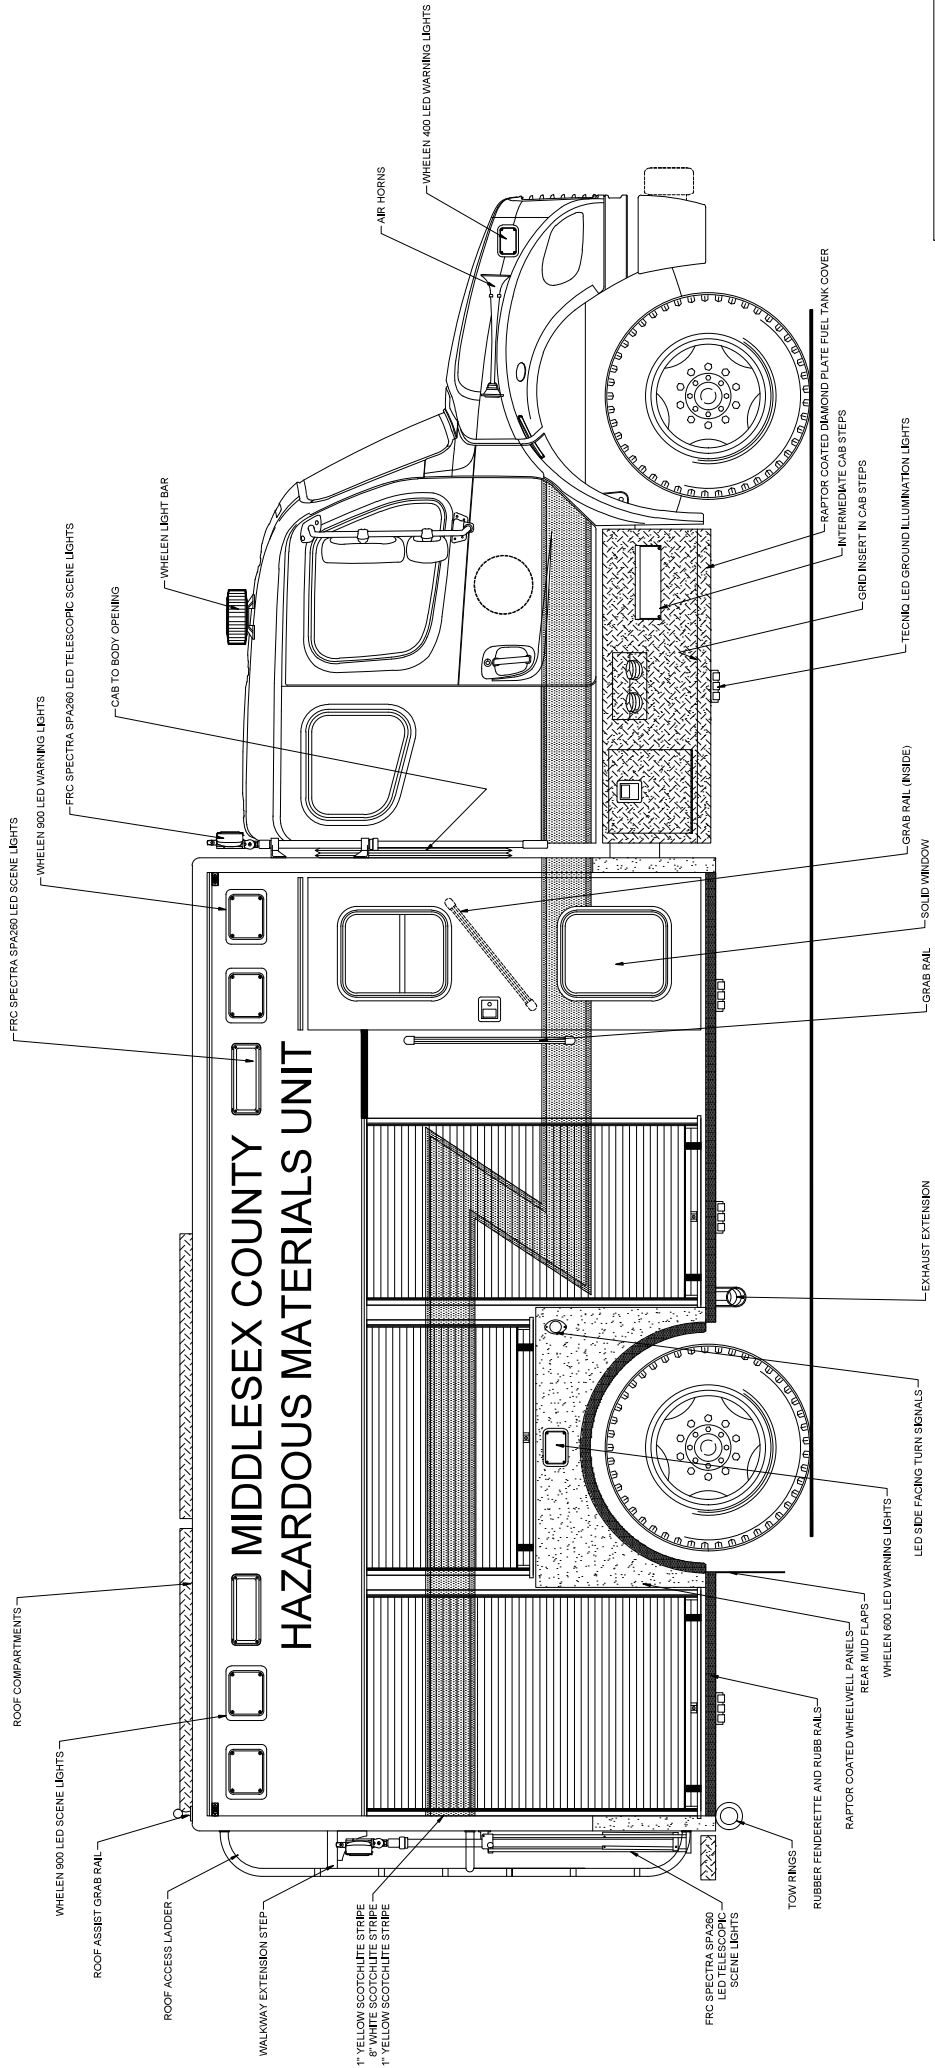 WHELEN 900 LED SCENE LIGHTS
ROOF COMPARTMENTS
FRC SPECTRA SPA260 LED SCENE LIGHTS
WHELEN 900 LED WARNING LIGHTS
FRC SPECTRA SPA260 LED TELESCOPIC SCENE LIGHTS
CAB TO BODY OPENING
WHELEN LIGHT BAR
AIR HORNS
WHELEN 400 LED WARNING LIGHTS
ROOF ASSIST GRAB RAIL
ROOF ACCESS LADDER
WALKWAY EXTENSION STEP
1" YELLOW SCOTCHLITE STRIPE
8" WHITE SCOTCHLITE STRIPE
1" YELLOW SCOTCHLITE STRIPE
MIDDLESEX COUNTY
HAZARDOUS MATERIALS UNIT
FRC SPECTRA SPA260
LED TELESCOPIC
SCENE LIGHTS
TOW RINGS
RUBBER FENDERETTE AND RUBB RAILS
RAPTOR COATED WHEELWELL PANELS
REAR MUD FLAPS
WHELEN 600 LED WARNING LIGHTS
LED SIDE FACING TURN SIGNALS
EXHAUST EXTENSION
GRAB RAIL
SOLID WINDOW
GRAB RAIL (INSIDE)
TECNIQ LED GROUND ILLUMINATION LIGHTS
GRID INSERT IN CAB STEPS
INTERMEDIATE CAB STEPS
RAPTOR COATED DIAMOND PLATE FUEL TANK COVER